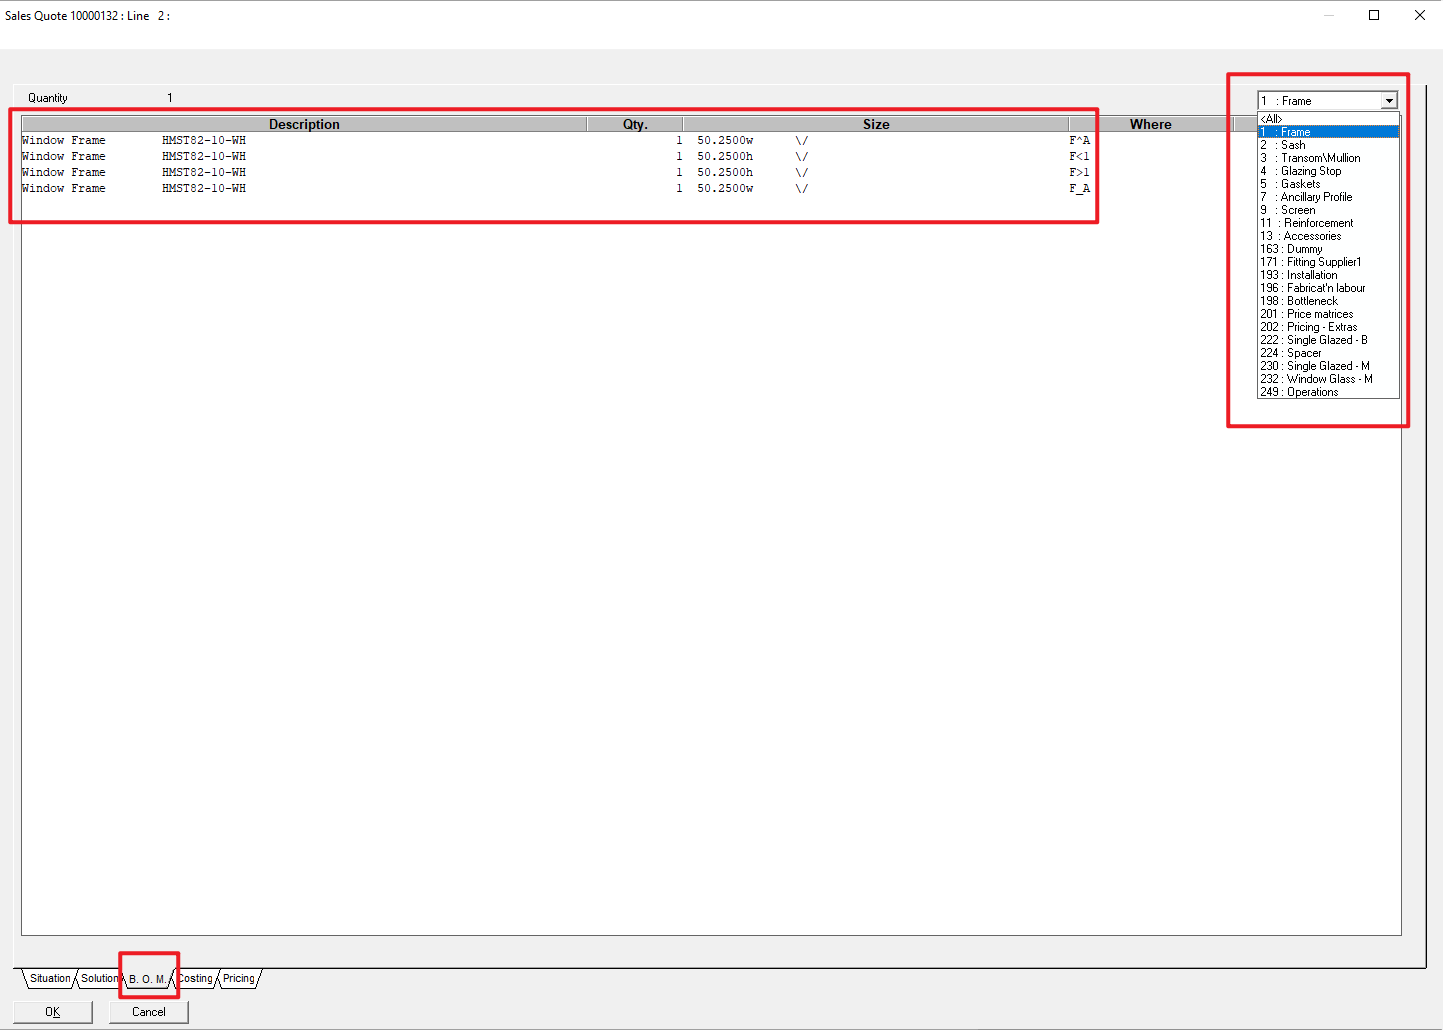 Sales Quote 10000132 : Line 2 :
Quantity 1
1 : Frame
Description Qty. Size Where
Window Frame HMST82-10-WH 1 50.2500w \/ F^A
Window Frame HMST82-10-WH 1 50.2500h \/ F<1
Window Frame HMST82-10-WH 1 50.2500h \/ F>1
Window Frame HMST82-10-WH 1 50.2500w \/ F_A
<All>
1 : Frame
2 : Sash
3 : Transom\Mullion
4 : Glazing Stop
5 : Gaskets
7 : Ancillary Profile
9 : Screen
11 : Reinforcement
13 : Accessories
163 : Dummy
171 : Fitting Supplier1
193 : Installation
196 : Fabricat'n labour
198 : Bottleneck
201 : Price matrices
202 : Pricing - Extras
222 : Single Glazed - B
224 : Spacer
230 : Single Glazed - M
232 : Window Glass - M
249 : Operations
Situation Solution B. O. M. Costing Pricing
OK Cancel